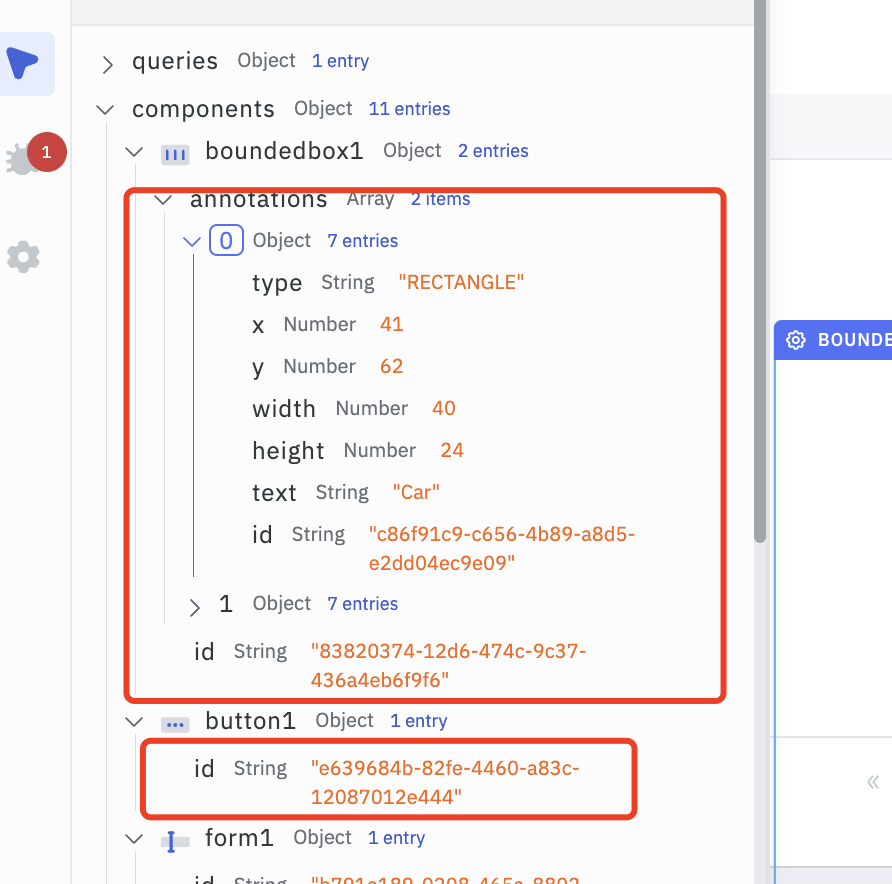 queries Object 1 entry
components Object 11 entries
1
boundedbox1 Object 2 entries
annotations Array 2 items
0 Object 7 entries
type String "RECTANGLE"
x Number 41
BOUNDE
y Number 62
width Number 40
height Number 24
text String "Car"
id String "c86f91c9-c656-4b89-a8d5-
e2dd04ec9e09"
1 Object 7 entries
id String "83820374-12d6-474c-9c37-
436a4eb6f9f6"
button1 Object 1 entry
id String "e639684b-82fe-4460-a83c-
12087012e444"
form1 Object 1 entry
id String